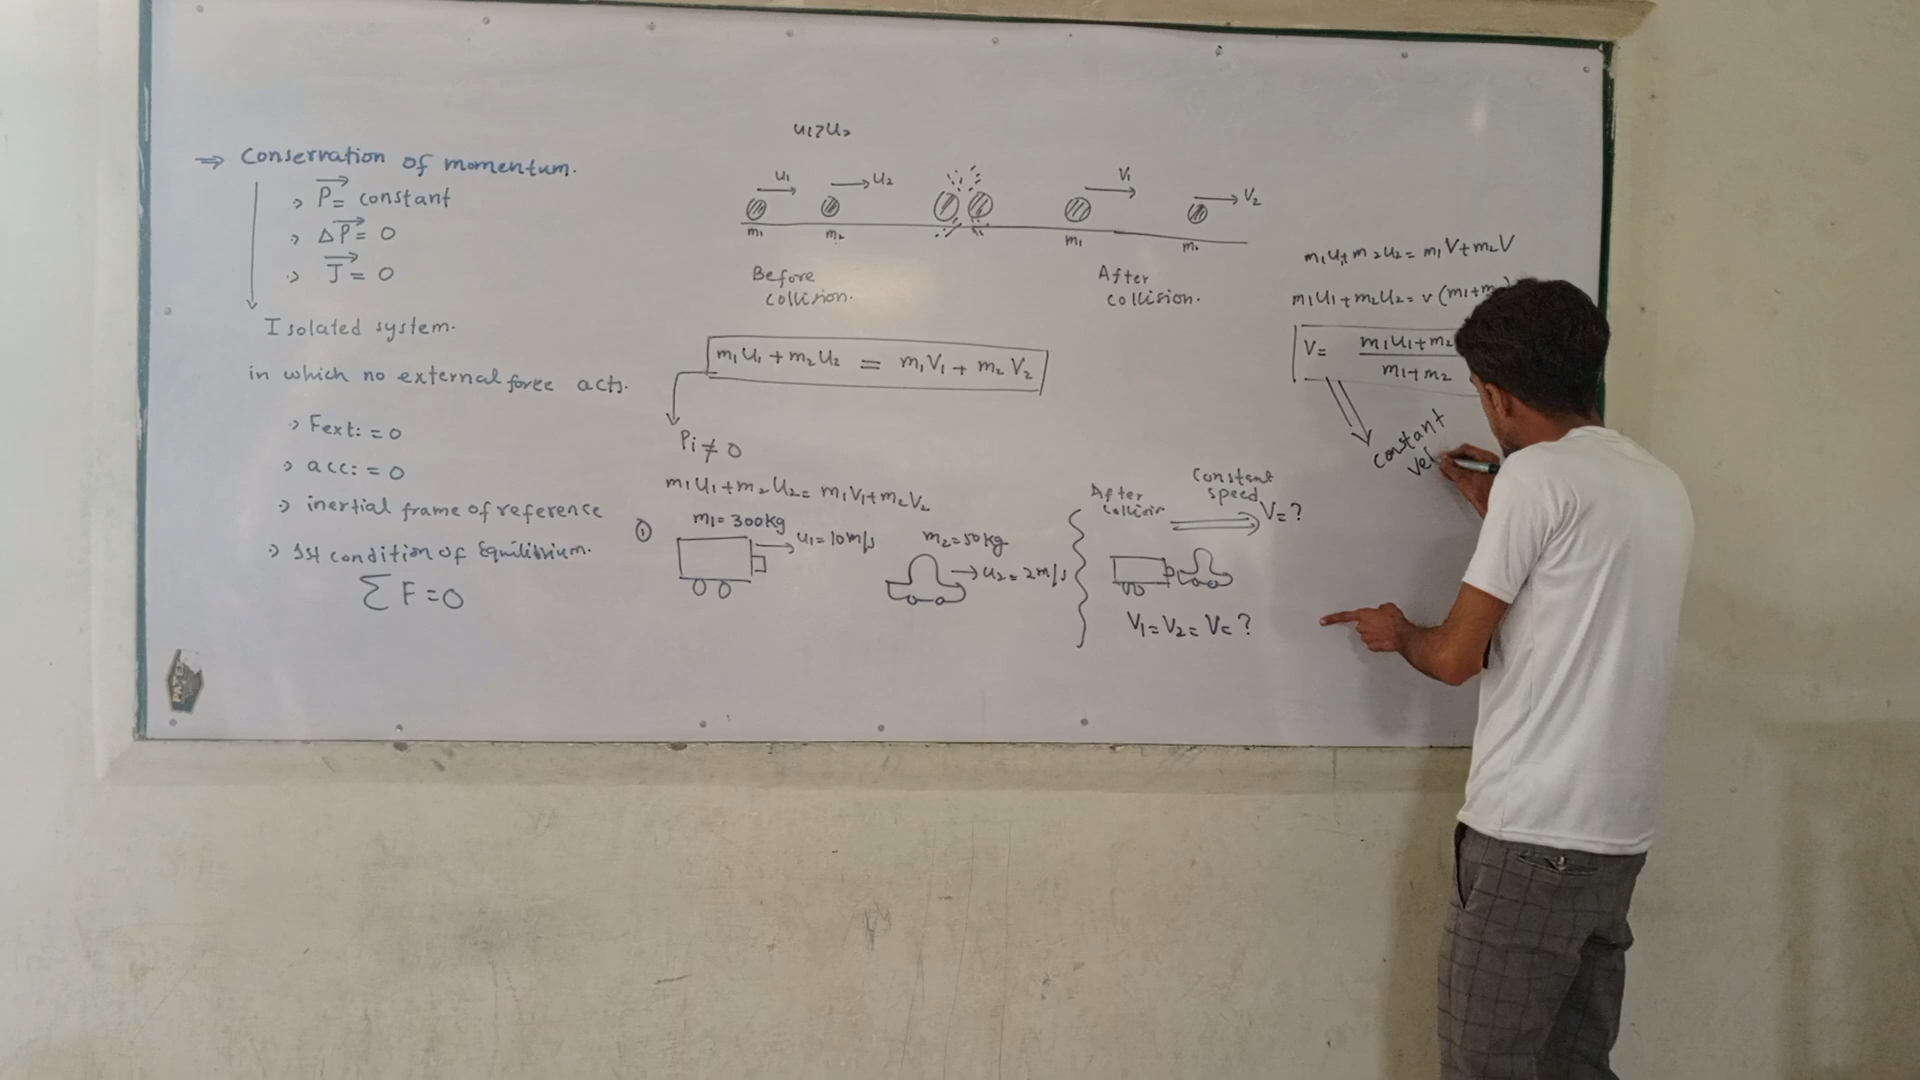 ⇒ Conservation of momentum.
> P⃗ = constant
> ΔP⃗ = 0
> J⃗ = 0
Isolated system.
in which no external force acts.
> Fext: = 0
> acc: = 0
> inertial frame of reference
> 1st condition of Equilibrium.
ΣF = 0
u1>u2
u1 u2 V1 V2
m1 m2 m1 m2
Before
collision.
After
collision.
m1u1 + m2u2 = m1V1 + m2V2
Pi ≠ 0
m1u1 + m2u2 = m1V1 + m2V2
① m1 = 300kg
u1 = 10m/s
m2 = 50kg
u2 = 2m/s
After
collision
Constant
speed
V = ?
V1 = V2 = V = ?
m1u1 + m2u2 = m1V + m2V
m1u1 + m2u2 = v(m1+m
V = m1u1 + m2
m1 + m2
constant
vel